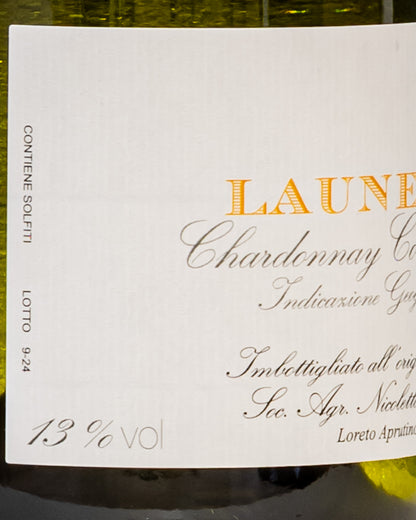 CONTIENE SOLFITI LOTTO 9-24
LAUNE
Chardonnay Co
Indicazione Geog
Imbottigliato all'orig
Soc. Agr. Nicolett
Loreto Aprutino
13 % vol